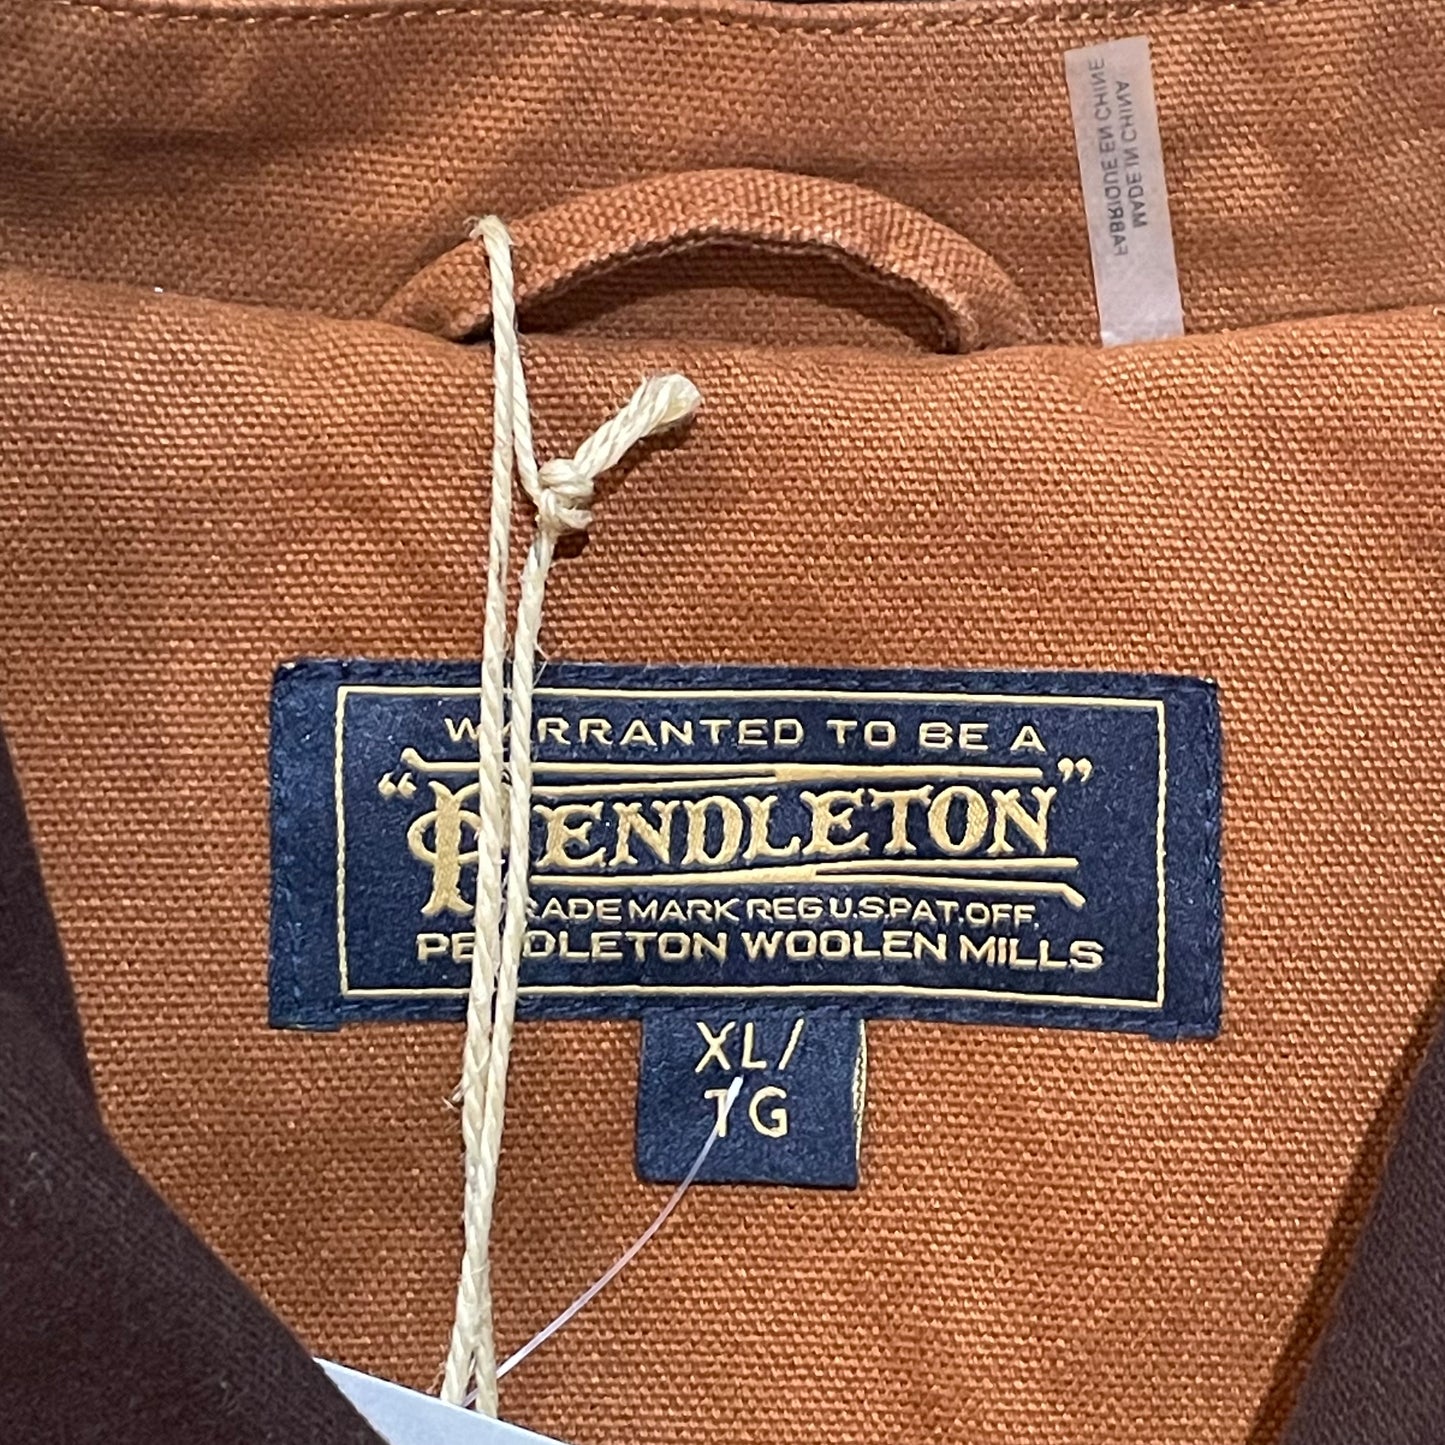 FABRIQUÉ EN CHINE
MADE IN CHINA
WARRANTED TO BE A
"PENDLETON"
TRADE MARK REG U.S. PAT. OFF.
PENDLETON WOOLEN MILLS
XL/
TG